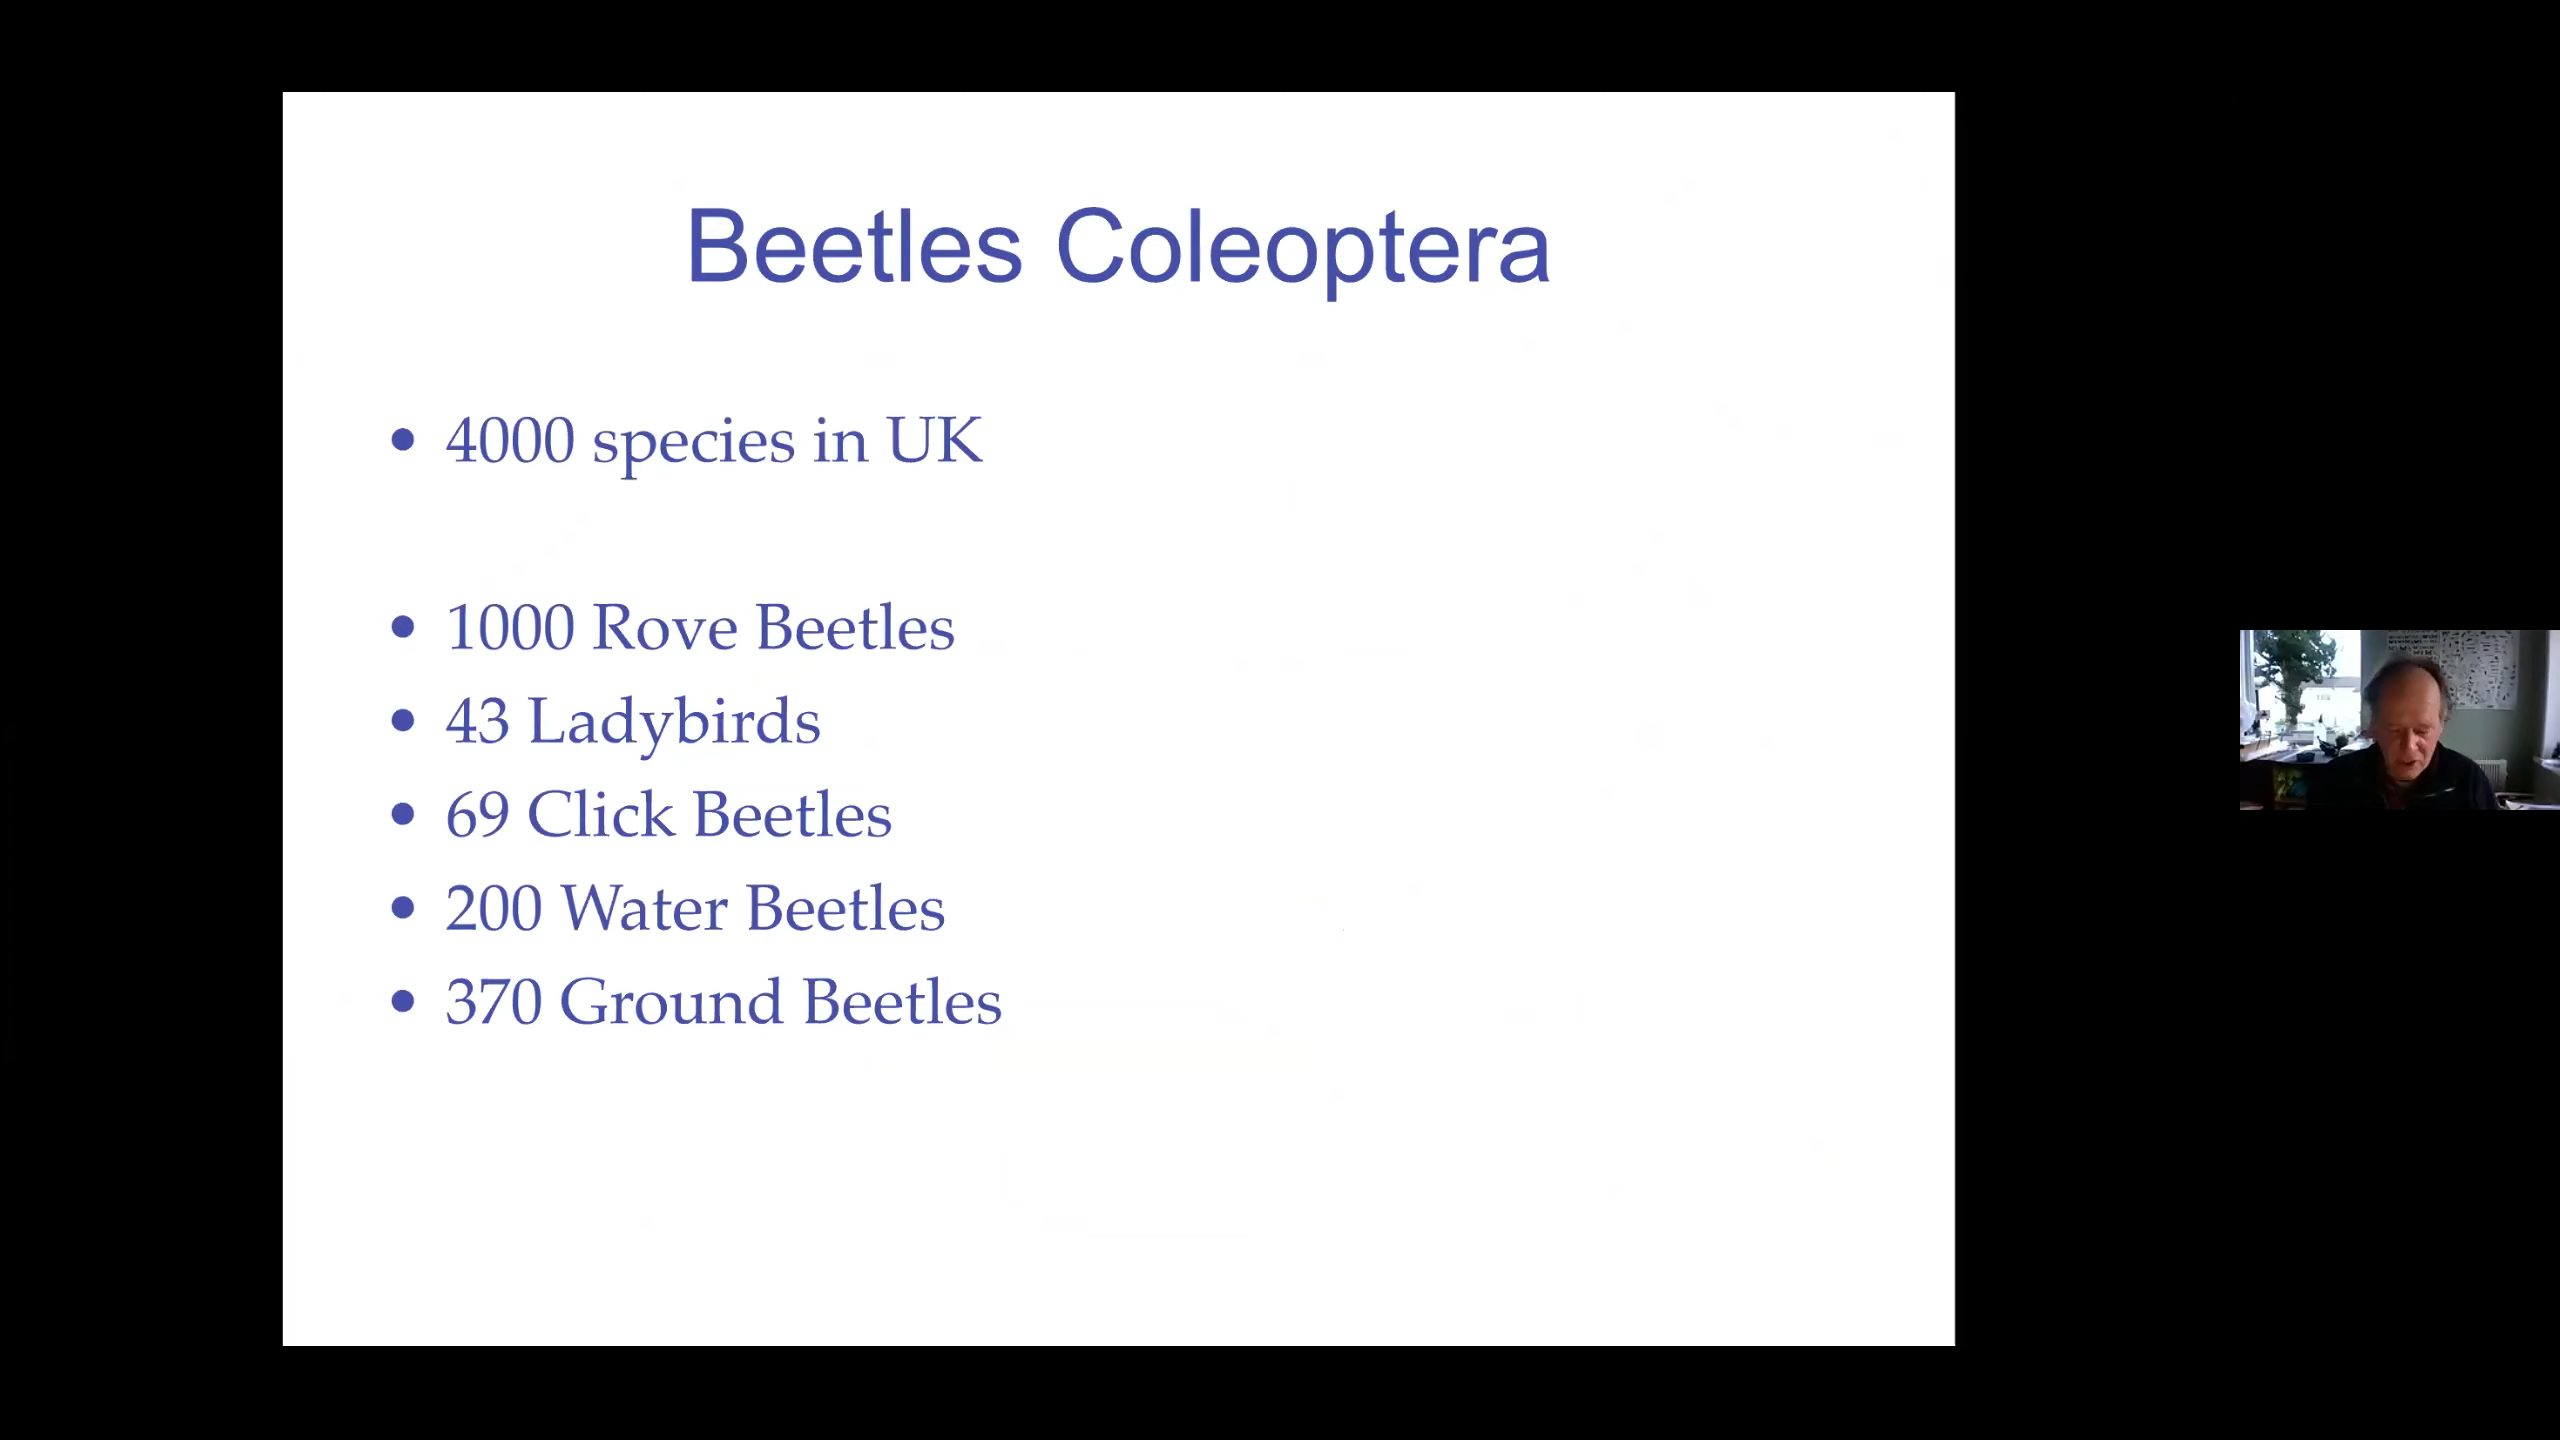 Beetles Coleoptera
• 4000 species in UK
• 1000 Rove Beetles
• 43 Ladybirds
• 69 Click Beetles
• 200 Water Beetles
• 370 Ground Beetles